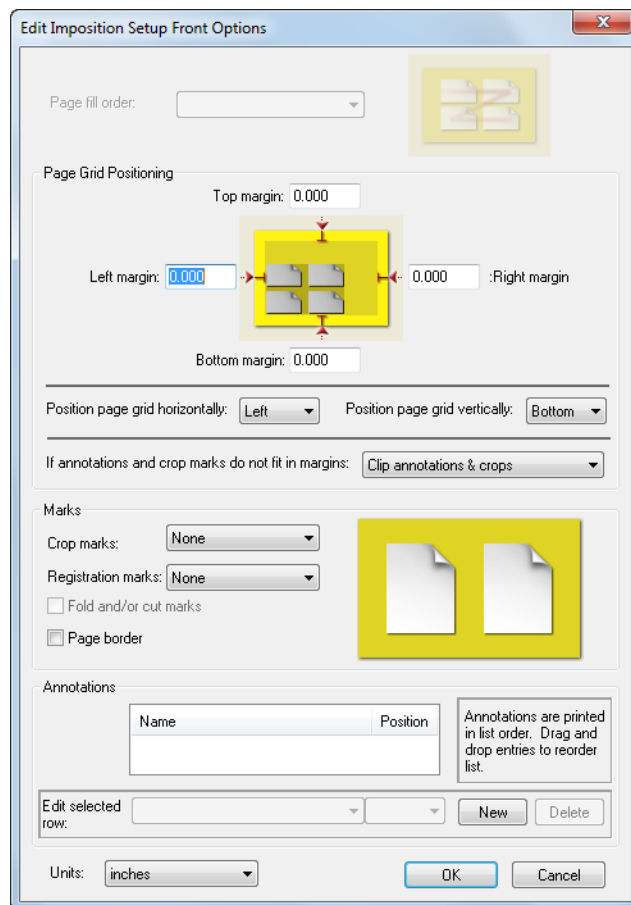 Edit Imposition Setup Front Options
Page fill order:
Page Grid Positioning
Top margin: 0.000
Left margin: 0.000
0.000 :Right margin
Bottom margin: 0.000
Position page grid horizontally: Left Position page grid vertically: Bottom
If annotations and crop marks do not fit in margins: Clip annotations & crops
Marks
Crop marks: None
Registration marks: None
Fold and/or cut marks
Page border
Annotations
Name Position
Annotations are printed
in list order. Drag and
drop entries to reorder
list.
Edit selected
row:
New Delete
Units: inches OK Cancel